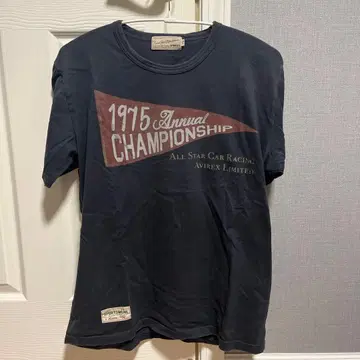 1975 Annual
CHAMPIONSHIP
ALL STAR CAR RACING
AVIREX LIMITED